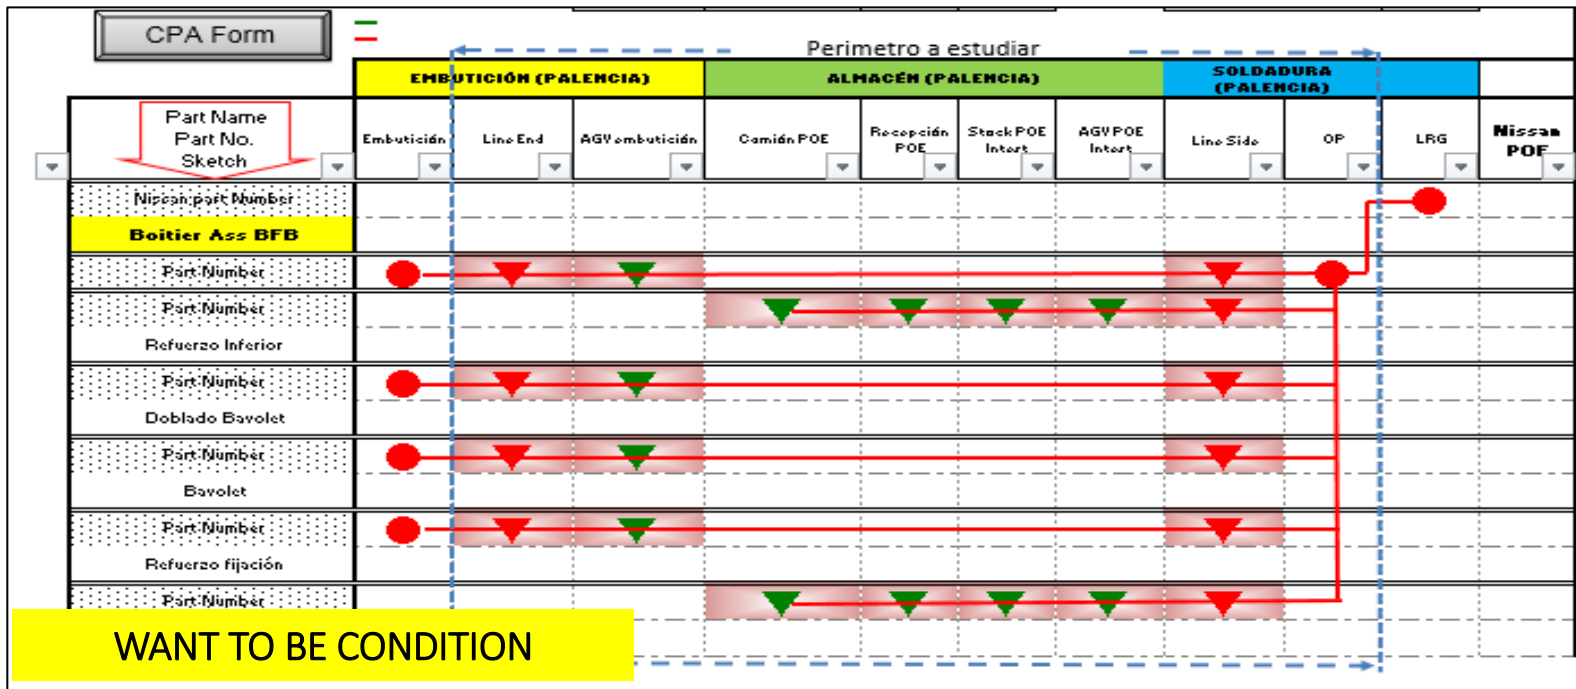 CPA Form
Perimetro a estudiar
EMBUTICIÓN (PALENCIA)
ALMACÉN (PALENCIA)
SOLDADURA
(PALENCIA)
Part Name
Part No.
Sketch
Embutición
Line End
AGV embutición
Camión POE
Recepción
POE
Stock POE
Intert
AGV POE
Intert
Line Side
OP
LRG
Nissan
POE
Nissan part Number
Boitier Ass BFB
Part Number
Part Number
Refuerzo Inferior
Part Number
Doblado Bavolet
Part Number
Bavolet
Part Number
Refuerzo fijación
Part Number
WANT TO BE CONDITION